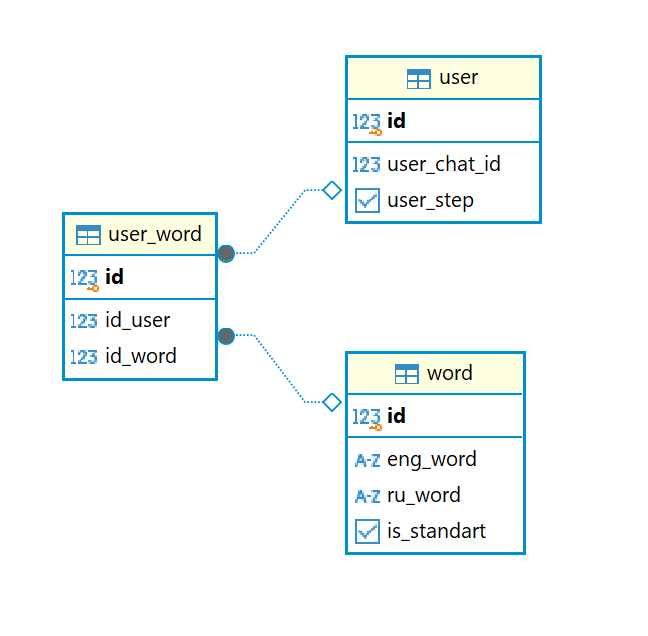 user
123 id
123 user_chat_id
user_step
user_word
123 id
123 id_user
123 id_word
word
123 id
A-Z eng_word
A-Z ru_word
is_standart